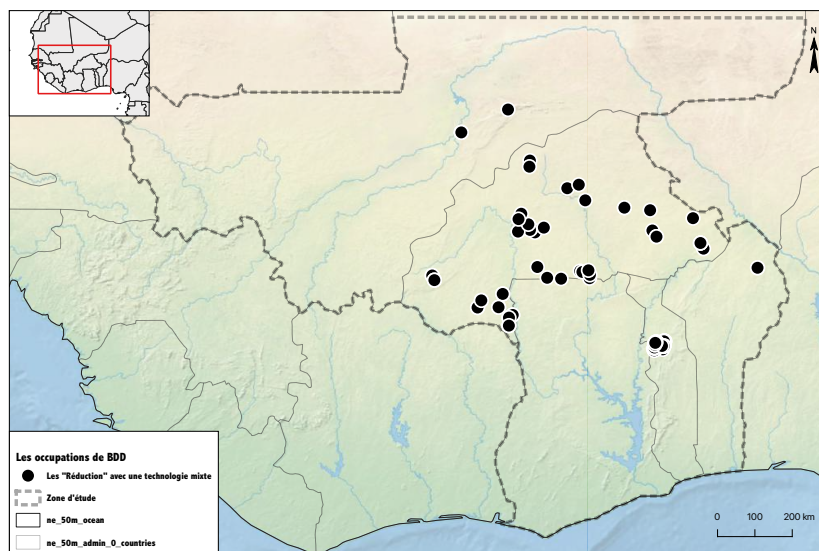 N
Les occupations de BDD
Les "Réduction" avec une technologie mixte
Zone d'étude
ne_50m_ocean
ne_50m_admin_0_countries
0 100 200 km